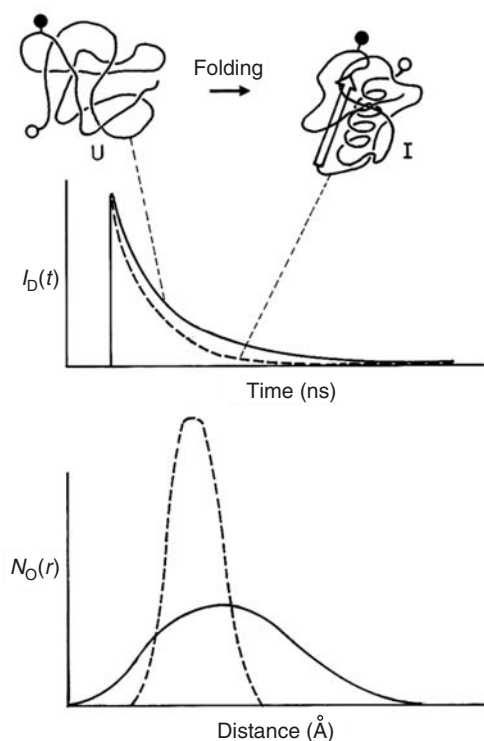 Folding
U
I
I_D(t)
Time (ns)
N_O(r)
Distance (Å)